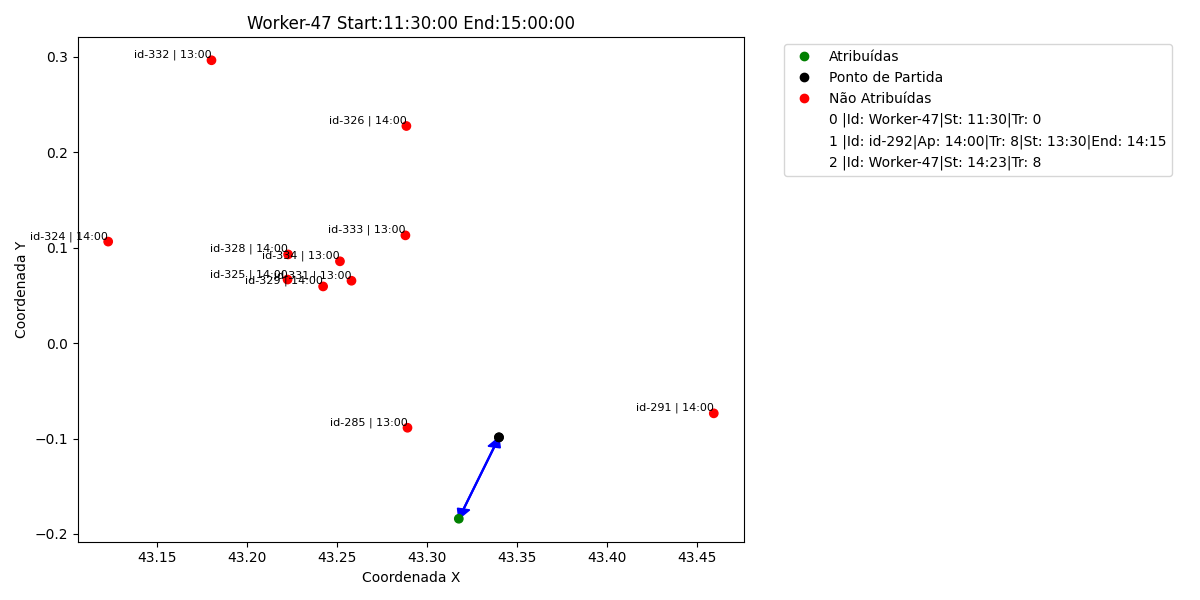 Worker-47 Start:11:30:00 End:15:00:00
Coordenada Y
0.3
0.2
0.1
0.0
−0.1
−0.2
id-332 | 13:00
id-326 | 14:00
id-333 | 13:00
id-324 | 14:00
id-328 | 14:00
id-334 | 13:00
id-325 | 14:00
id-331 | 13:00
id-329 | 14:00
id-291 | 14:00
id-285 | 13:00
43.15 43.20 43.25 43.30 43.35 43.40 43.45
Coordenada X
Atribuídas
Ponto de Partida
Não Atribuídas
0 |Id: Worker-47|St: 11:30|Tr: 0
1 |Id: id-292|Ap: 14:00|Tr: 8|St: 13:30|End: 14:15
2 |Id: Worker-47|St: 14:23|Tr: 8